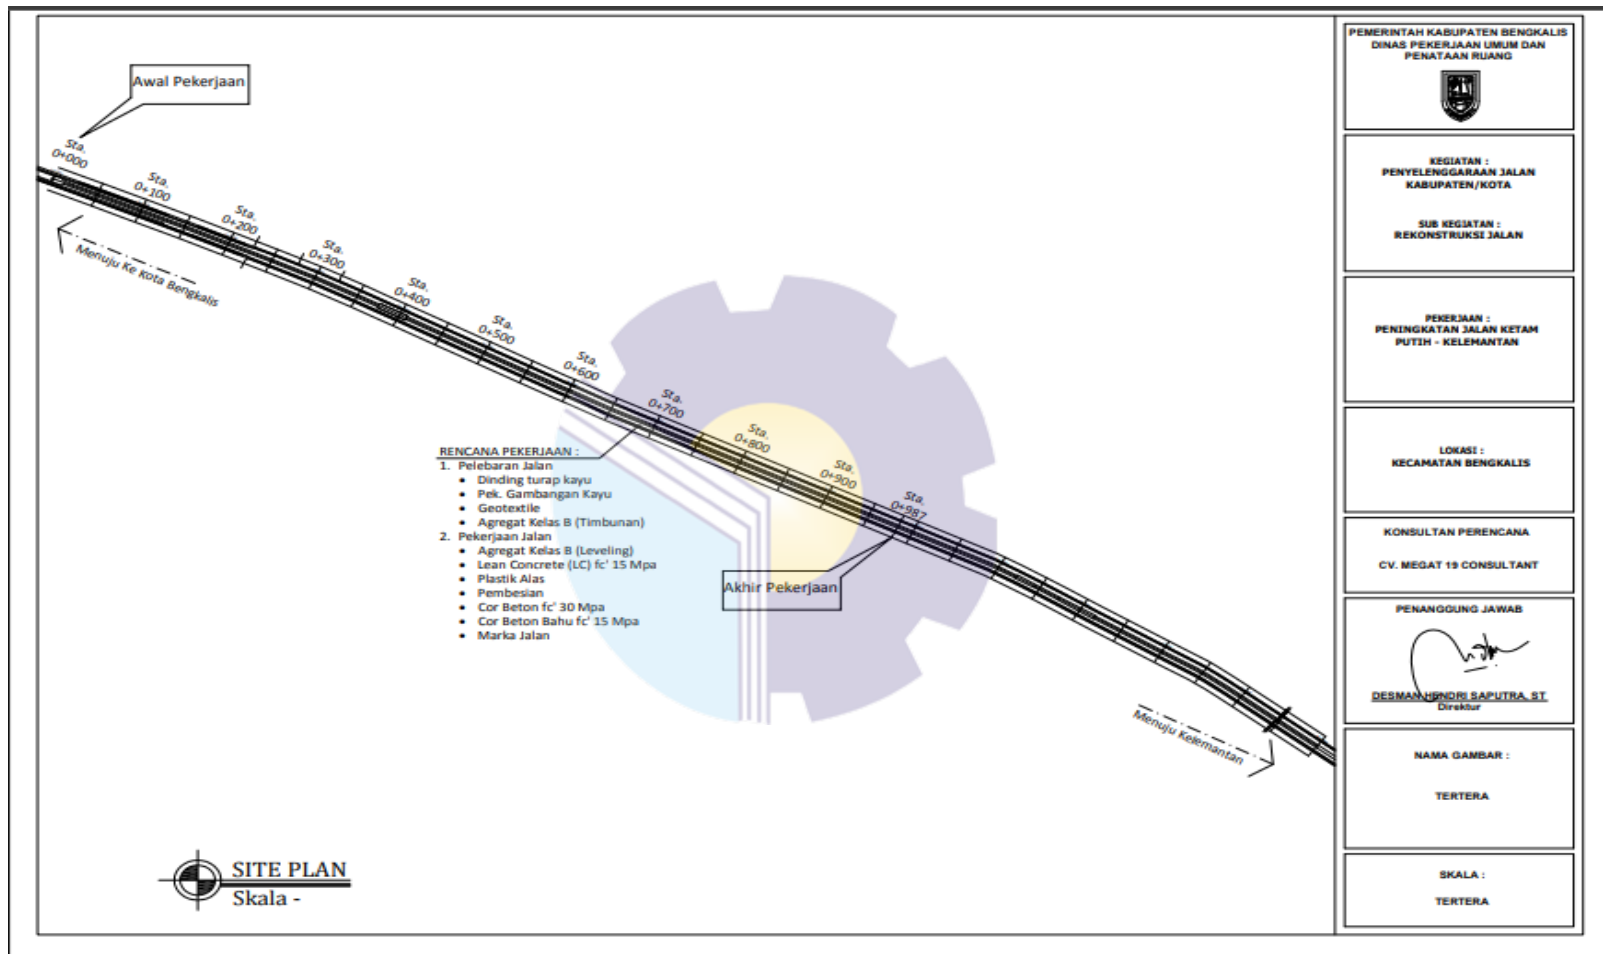 Awal Pekerjaan
Sta.
0+000
Sta.
0+100
Sta.
0+200
Sta.
0+300
Sta.
0+400
Sta.
0+500
Sta.
0+600
Sta.
0+700
Sta.
0+800
Sta.
0+900
Sta.
0+987
Menuju Ke Kota Bengkalis
RENCANA PEKERJAAN :
1. Pelebaran Jalan
• Dinding turap kayu
• Pek. Gambangan Kayu
• Geotextile
• Agregat Kelas B (Timbunan)
2. Pekerjaan Jalan
• Agregat Kelas B (Leveling)
• Lean Concrete (LC) fc' 15 Mpa
• Plastik Alas
• Pembesian
• Cor Beton fc' 30 Mpa
• Cor Beton Bahu fc' 15 Mpa
• Marka Jalan
Akhir Pekerjaan
Menuju Kelemantan
SITE PLAN
Skala -
PEMERINTAH KABUPATEN BENGKALIS
DINAS PEKERJAAN UMUM DAN
PENATAAN RUANG
KEGIATAN :
PENYELENGGARAAN JALAN
KABUPATEN/KOTA
SUB KEGIATAN :
REKONSTRUKSI JALAN
PEKERJAAN :
PENINGKATAN JALAN KETAM
PUTIH - KELEMANTAN
LOKASI :
KECAMATAN BENGKALIS
KONSULTAN PERENCANA
CV. MEGAT 19 CONSULTANT
PENANGGUNG JAWAB
DESMAN HENDRI SAPUTRA, ST
Direktur
NAMA GAMBAR :
TERTERA
SKALA :
TERTERA